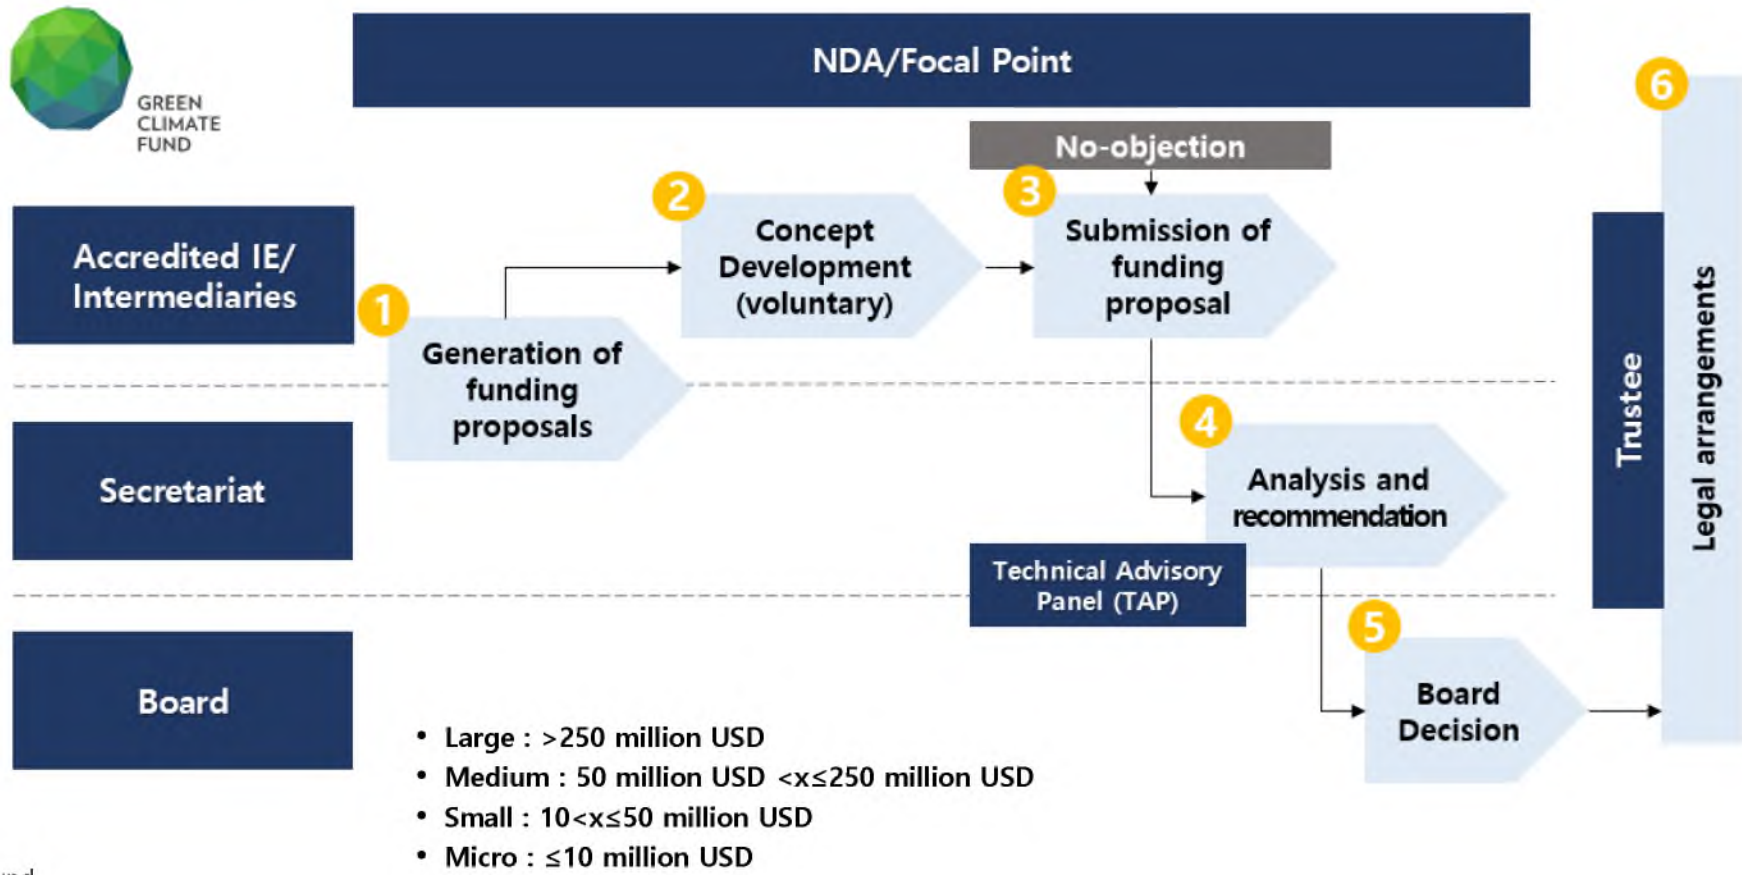 GREEN
CLIMATE
FUND
NDA/Focal Point
No-objection
6
Accredited IE/
Intermediaries
1
Generation of
funding
proposals
2
Concept
Development
(voluntary)
3
Submission of
funding
proposal
Secretariat
4
Analysis and
recommendation
Technical Advisory
Panel (TAP)
Trustee
Legal arrangements
Board
5
Board
Decision
• Large : >250 million USD
• Medium : 50 million USD <x≤250 million USD
• Small : 10<x≤50 million USD
• Micro : ≤10 million USD